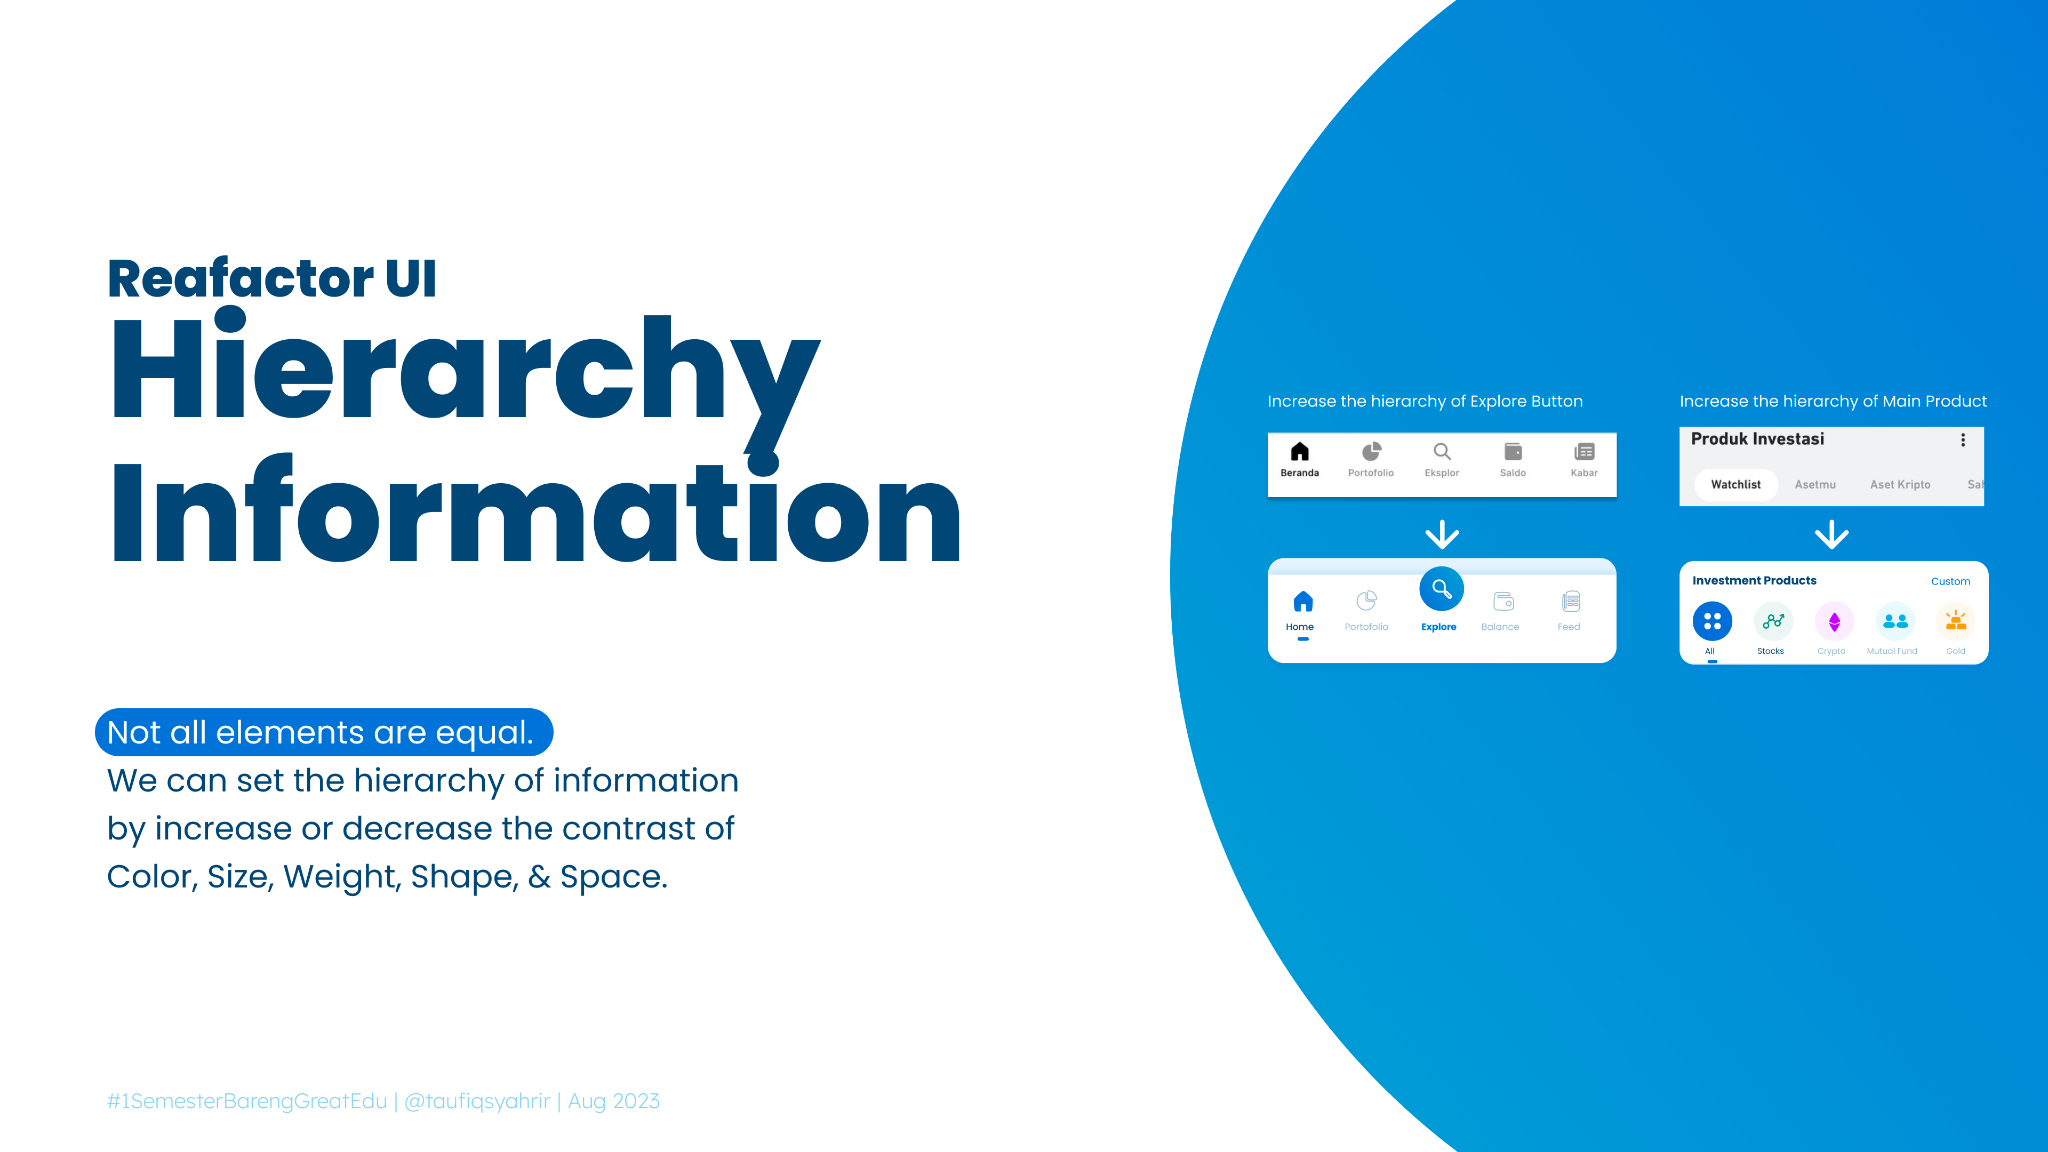 Reafactor UI
Hierarchy
Information
Not all elements are equal.
We can set the hierarchy of information
by increase or decrease the contrast of
Color, Size, Weight, Shape, & Space.
#1SemesterBarengGreatEdu | @taufiqsyahrir | Aug 2023
Increase the hierarchy of Explore Button
Beranda Portofolio Eksplor Saldo Kabar
Home Portofolio Explore Balance Feed
Increase the hierarchy of Main Product
Produk Investasi
Watchlist Asetmu Aset Kripto
Investment Products Custom
All Stocks Crypto Mutual Fund Gold